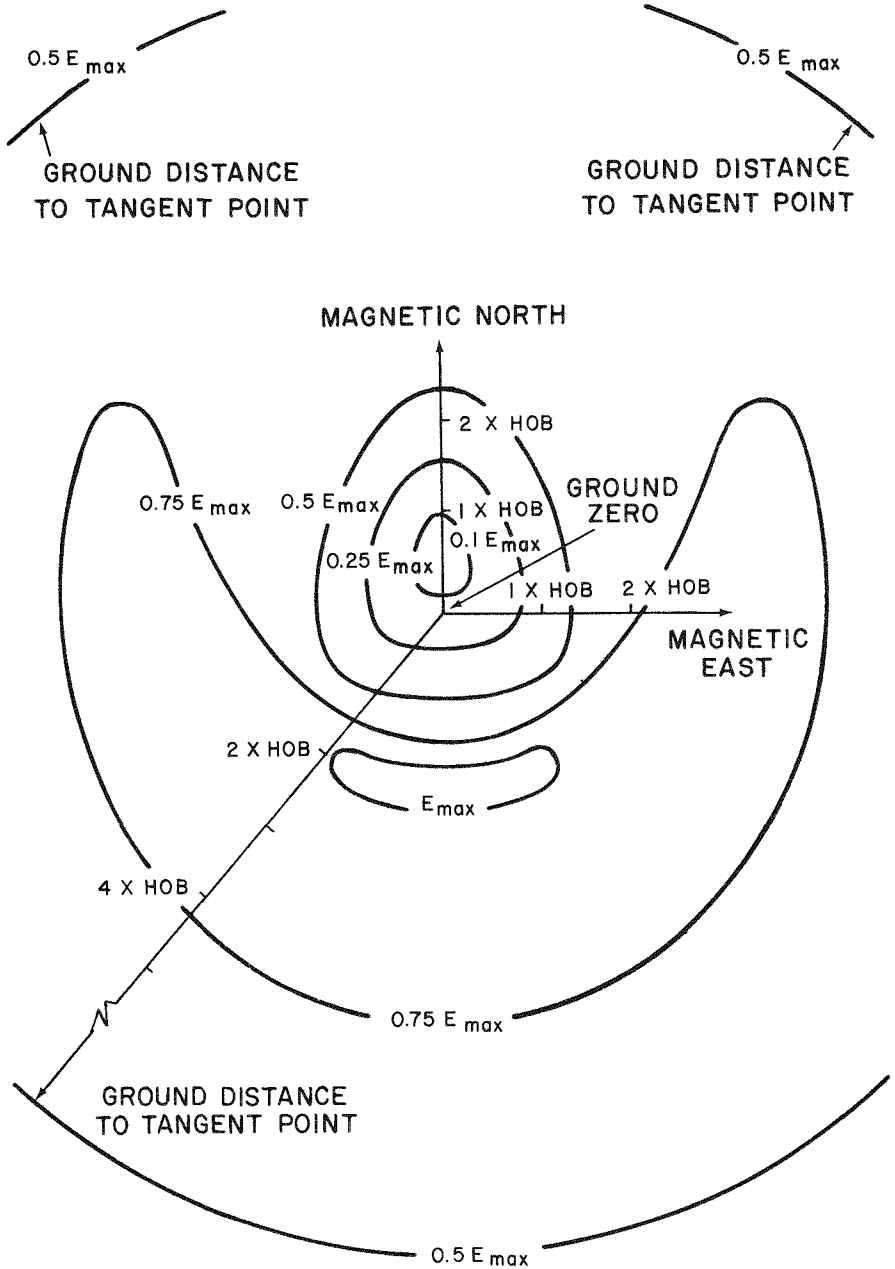 0.5 E max
0.5 E max
GROUND DISTANCE
TO TANGENT POINT
GROUND DISTANCE
TO TANGENT POINT
MAGNETIC NORTH
2 X HOB
0.75 E max
0.5 E max
1 X HOB
GROUND
ZERO
0.25 E max
0.1 E max
1 X HOB
2 X HOB
MAGNETIC
EAST
2 X HOB
E max
4 X HOB
0.75 E max
GROUND DISTANCE
TO TANGENT POINT
0.5 E max